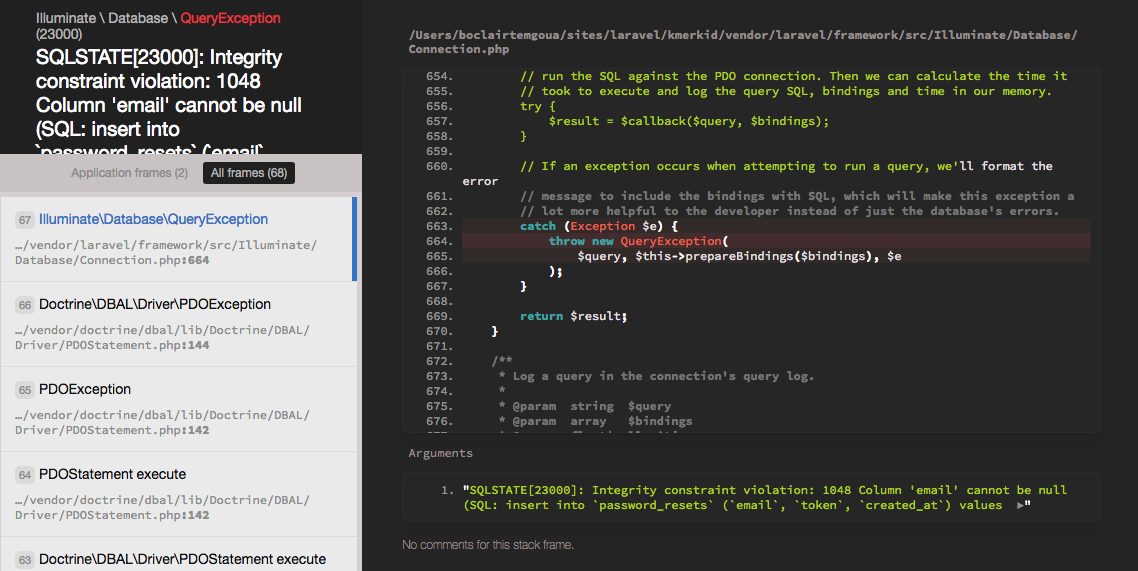 Illuminate \ Database \ QueryException
(23000)
SQLSTATE[23000]: Integrity
constraint violation: 1048
Column 'email' cannot be null
(SQL: insert into
`password_resets` (`email`,
Application frames (2)
All frames (68)
67 Illuminate\Database\QueryException
…/vendor/laravel/framework/src/Illuminate/
Database/Connection.php:664
66 Doctrine\DBAL\Driver\PDOException
…/vendor/doctrine/dbal/lib/Doctrine/DBAL/
Driver/PDOStatement.php:144
65 PDOException
…/vendor/doctrine/dbal/lib/Doctrine/DBAL/
Driver/PDOStatement.php:142
64 PDOStatement execute
…/vendor/doctrine/dbal/lib/Doctrine/DBAL/
Driver/PDOStatement.php:142
63 Doctrine\DBAL\Driver\PDOStatement execute
/Users/boclairtemgoua/sites/laravel/kmerkid/vendor/laravel/framework/src/Illuminate/Database/
Connection.php
654. // run the SQL against the PDO connection. Then we can calculate the time it
655. // took to execute and log the query SQL, bindings and time in our memory.
656. try {
657. $result = $callback($query, $bindings);
658. }
659.
660. // If an exception occurs when attempting to run a query, we'll format the
error
661. // message to include the bindings with SQL, which will make this exception a
662. // lot more helpful to the developer instead of just the database's errors.
663. catch (Exception $e) {
664. throw new QueryException(
665. $query, $this->prepareBindings($bindings), $e
666. );
667. }
668.
669. return $result;
670. }
671.
672. /**
673. * Log a query in the connection's query log.
674. *
675. * @param string $query
676. * @param array $bindings
Arguments
1. "SQLSTATE[23000]: Integrity constraint violation: 1048 Column 'email' cannot be null
(SQL: insert into `password_resets` (`email`, `token`, `created_at`) values ▶"
No comments for this stack frame.